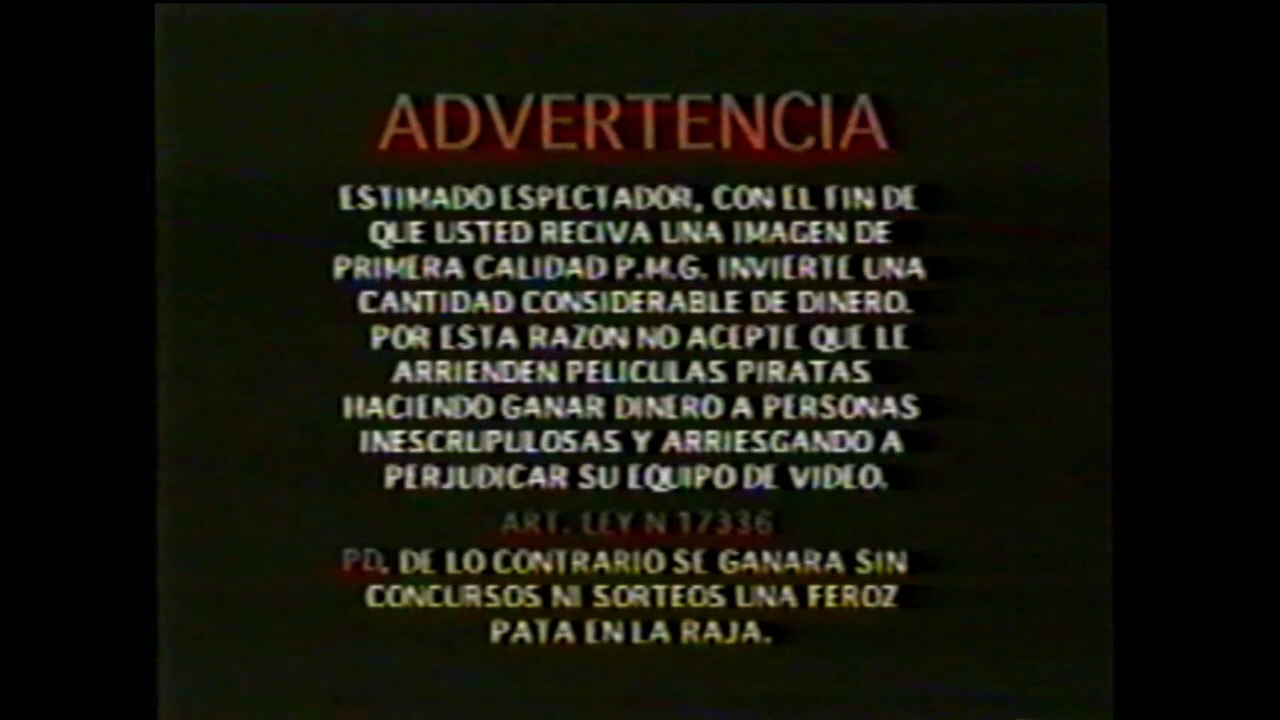 ADVERTENCIA
ESTIMADO ESPECTADOR, CON EL FIN DE
QUE USTED RECIVA UNA IMAGEN DE
PRIMERA CALIDAD P.M.G. INVIERTE UNA
CANTIDAD CONSIDERABLE DE DINERO.
POR ESTA RAZON NO ACEPTE QUE LE
ARRIENDEN PELICULAS PIRATAS
HACIENDO GANAR DINERO A PERSONAS
INESCRUPULOSAS Y ARRIESGANDO A
PERJUDICAR SU EQUIPO DE VIDEO.
ART. LEY N 17336
PD. DE LO CONTRARIO SE GANARA SIN
CONCURSOS NI SORTEOS UNA FEROZ
PATA EN LA RAJA.